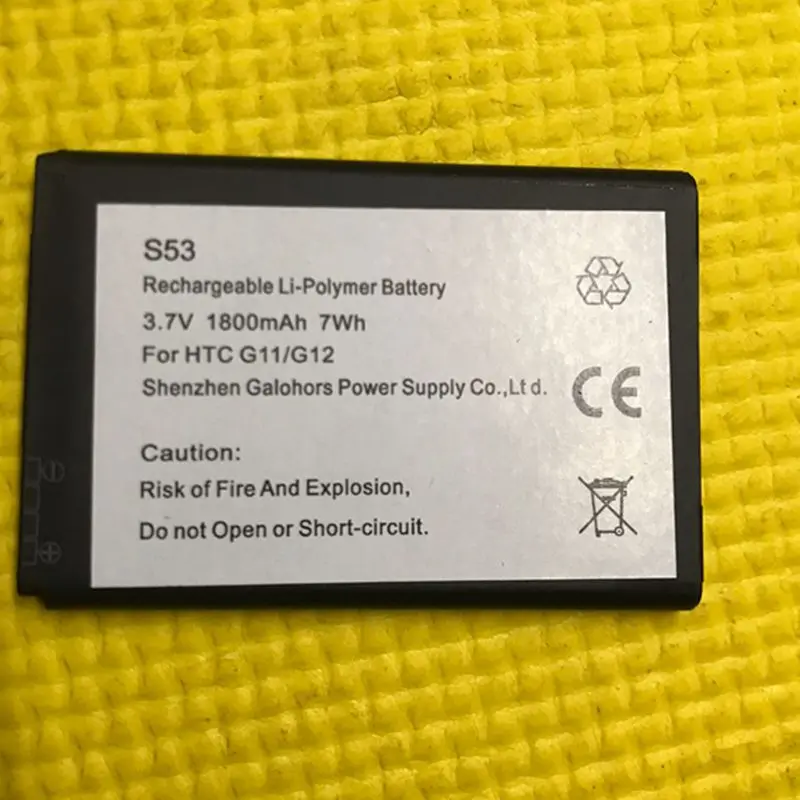 S53
Rechargeable Li-Polymer Battery
3.7V 1800mAh 7Wh
For HTC G11/G12
Shenzhen Galohors Power Supply Co.,Ltd.
CE
Caution:
Risk of Fire And Explosion,
Do not Open or Short-circuit.